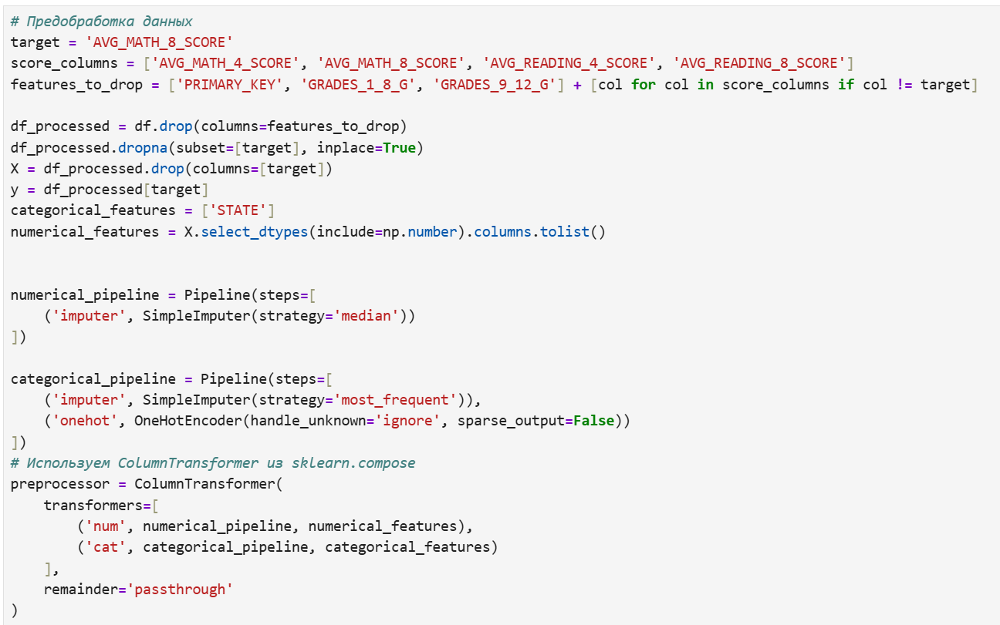 # Предобработка данных
target = 'AVG_MATH_8_SCORE'
score_columns = ['AVG_MATH_4_SCORE', 'AVG_MATH_8_SCORE', 'AVG_READING_4_SCORE', 'AVG_READING_8_SCORE']
features_to_drop = ['PRIMARY_KEY', 'GRADES_1_8_G', 'GRADES_9_12_G'] + [col for col in score_columns if col != target]

df_processed = df.drop(columns=features_to_drop)
df_processed.dropna(subset=[target], inplace=True)
X = df_processed.drop(columns=[target])
y = df_processed[target]
categorical_features = ['STATE']
numerical_features = X.select_dtypes(include=np.number).columns.tolist()


numerical_pipeline = Pipeline(steps=[
    ('imputer', SimpleImputer(strategy='median'))
])

categorical_pipeline = Pipeline(steps=[
    ('imputer', SimpleImputer(strategy='most_frequent')),
    ('onehot', OneHotEncoder(handle_unknown='ignore', sparse_output=False))
])
# Используем ColumnTransformer из sklearn.compose
preprocessor = ColumnTransformer(
    transformers=[
        ('num', numerical_pipeline, numerical_features),
        ('cat', categorical_pipeline, categorical_features)
    ],
    remainder='passthrough'
)